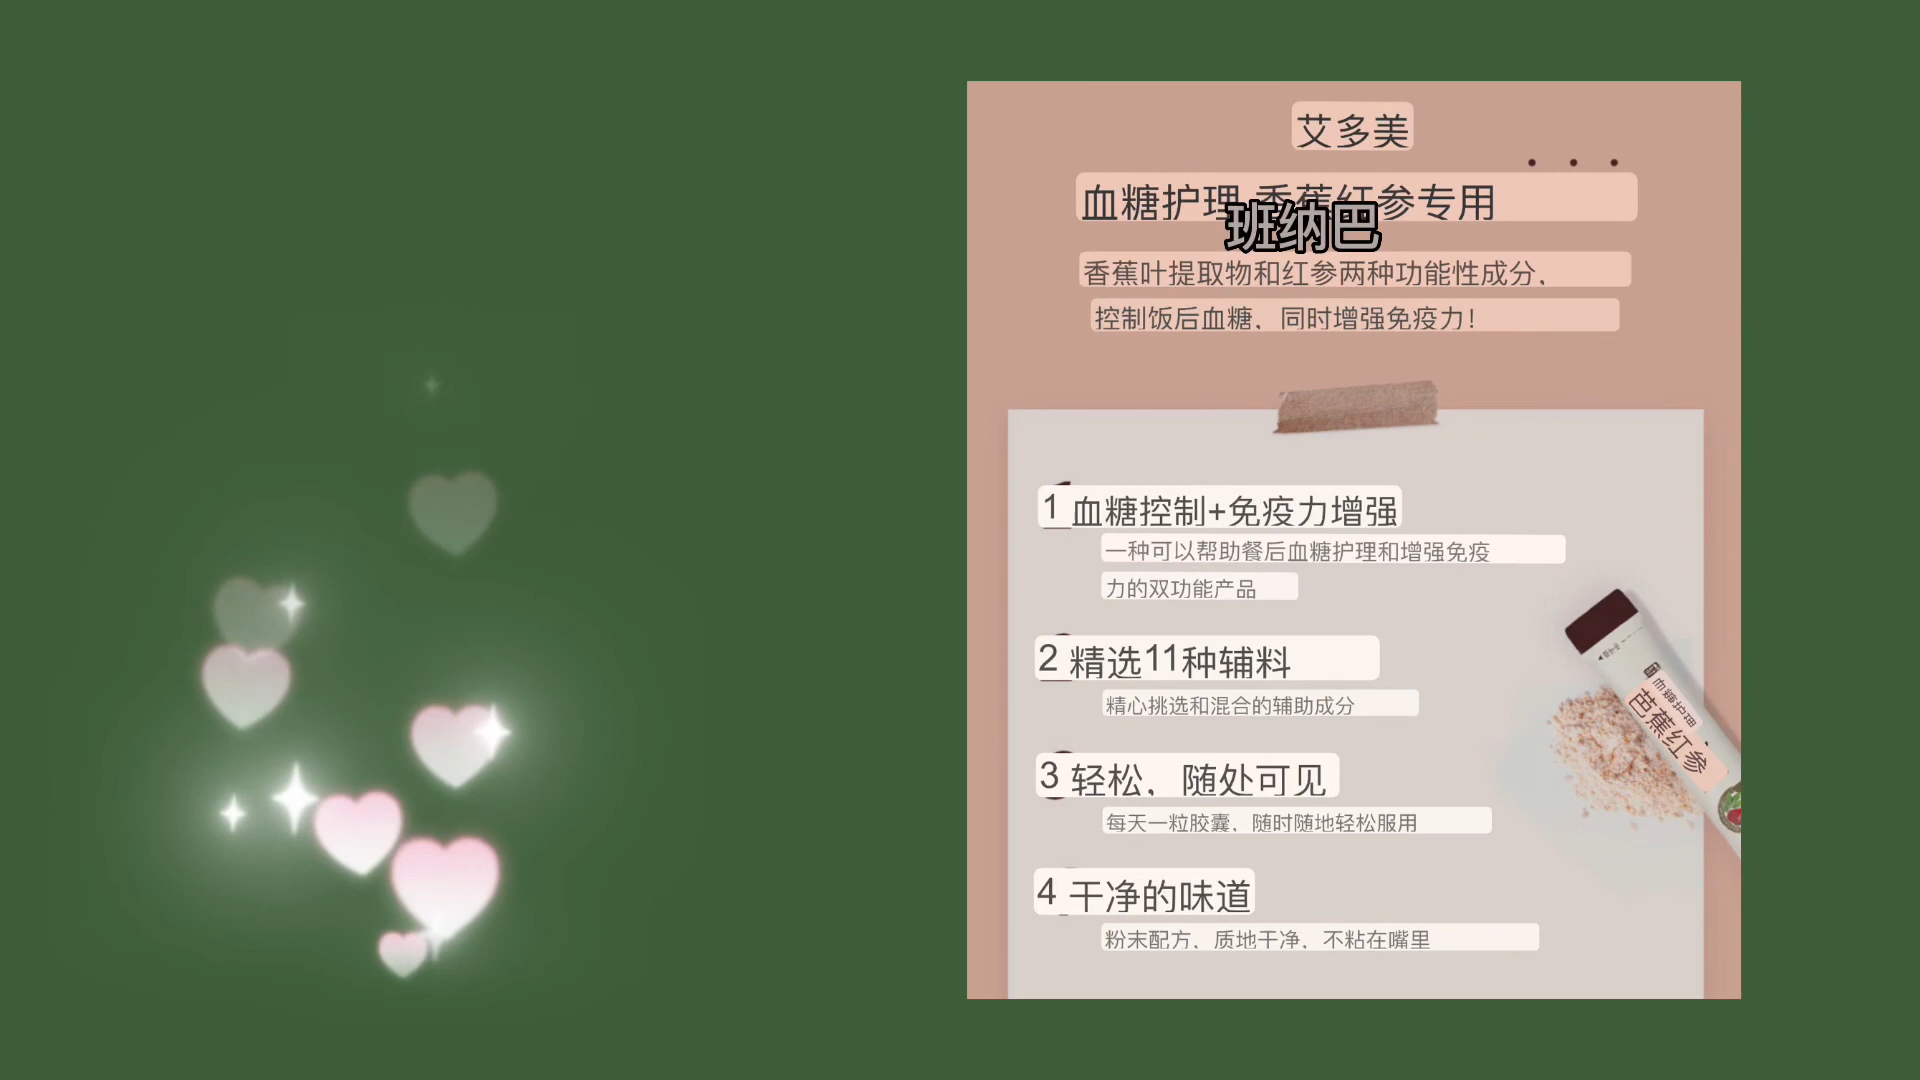 艾多美
血糖护理 香蕉红参专用
班纳巴
香蕉叶提取物和红参两种功能性成分，
控制饭后血糖，同时增强免疫力！
1 血糖控制+免疫力增强
一种可以帮助餐后血糖护理和增强免疫
力的双功能产品
2 精选11种辅料
精心挑选和混合的辅助成分
3 轻松，随处可见
每天一粒胶囊，随时随地轻松服用
4 干净的味道
粉末配方，质地干净，不粘在嘴里
血糖护理
芭蕉红参